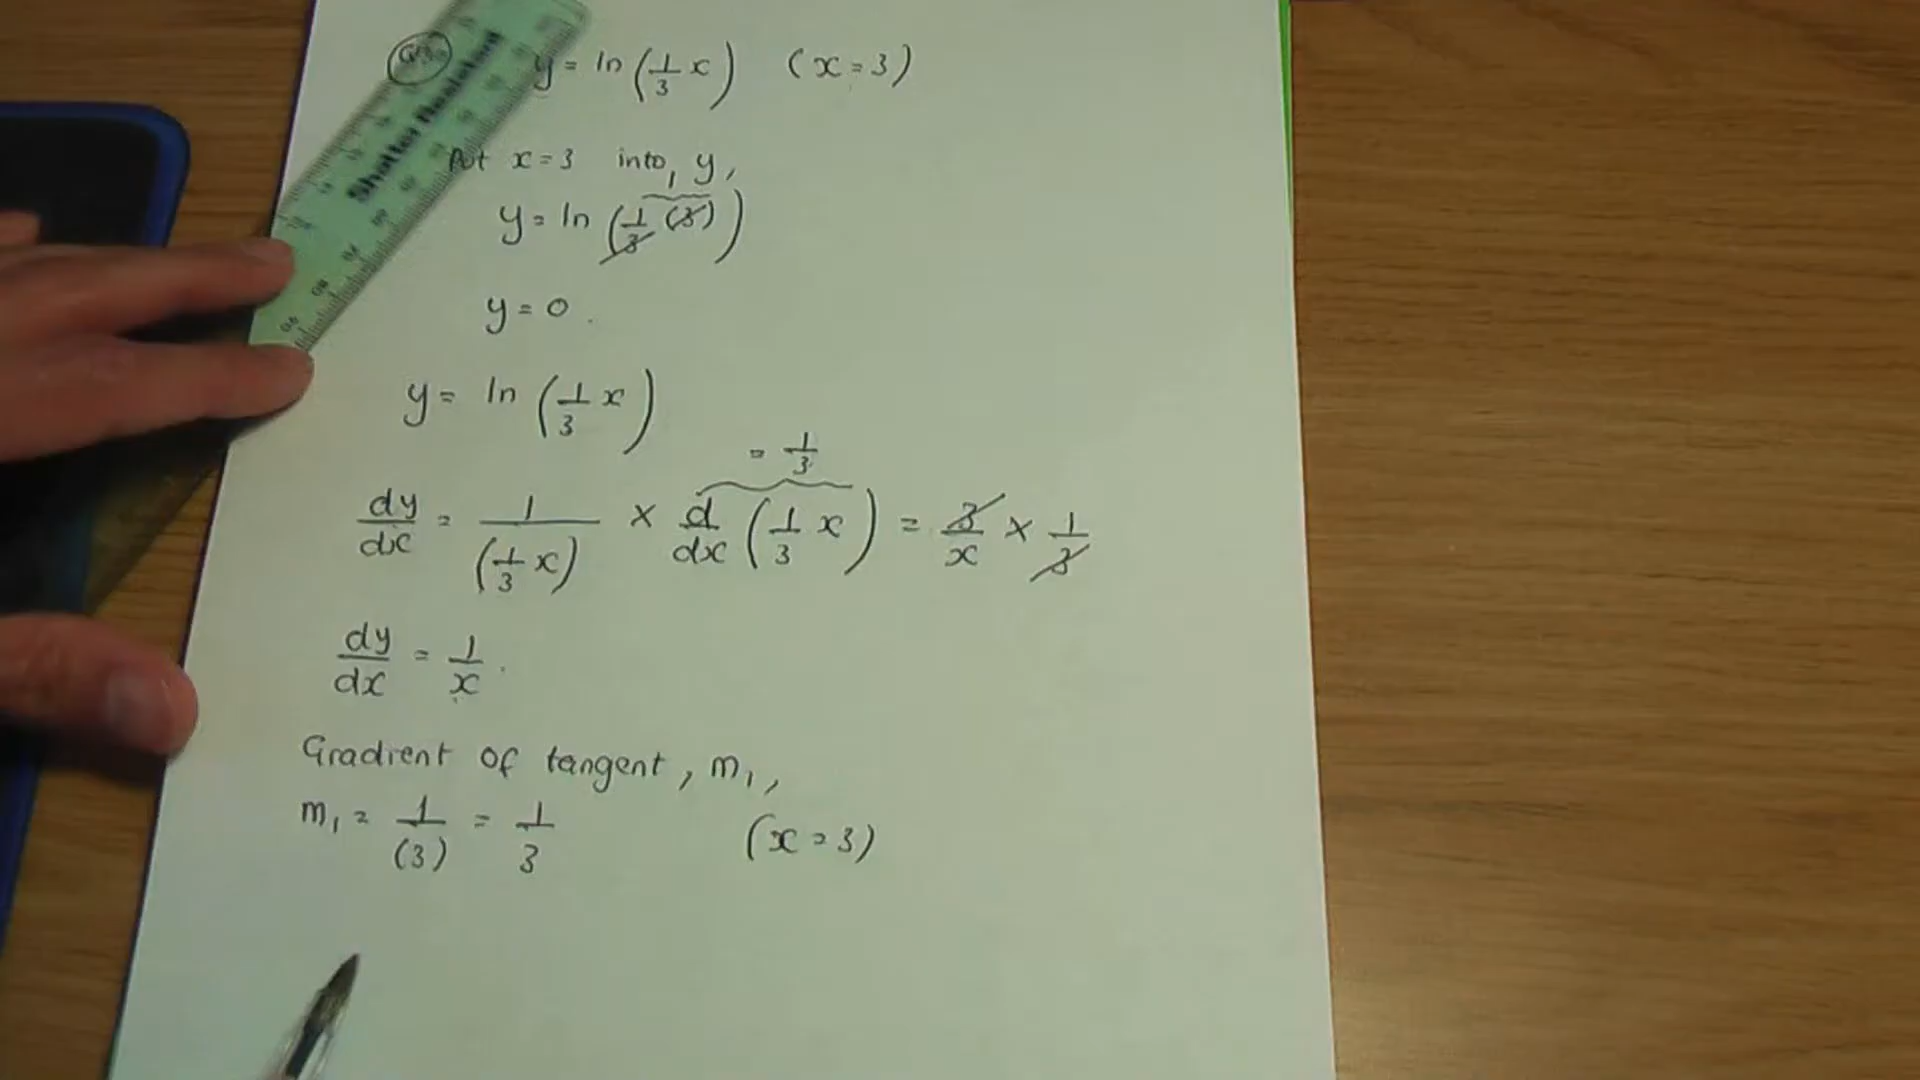 y = ln (1/3 x) (x = 3)
Shatter Resistant
Put x = 3 into y,
y = ln (1/3 (3))
y = 0.
y = ln (1/3 x)
= 1/3
dy/dx = 1/(1/3 x) × d/dx (1/3 x) = 3/x × 1/3
dy/dx = 1/x.
Gradient of tangent, m₁,
m₁ = 1/(3) = 1/3 (x = 3)